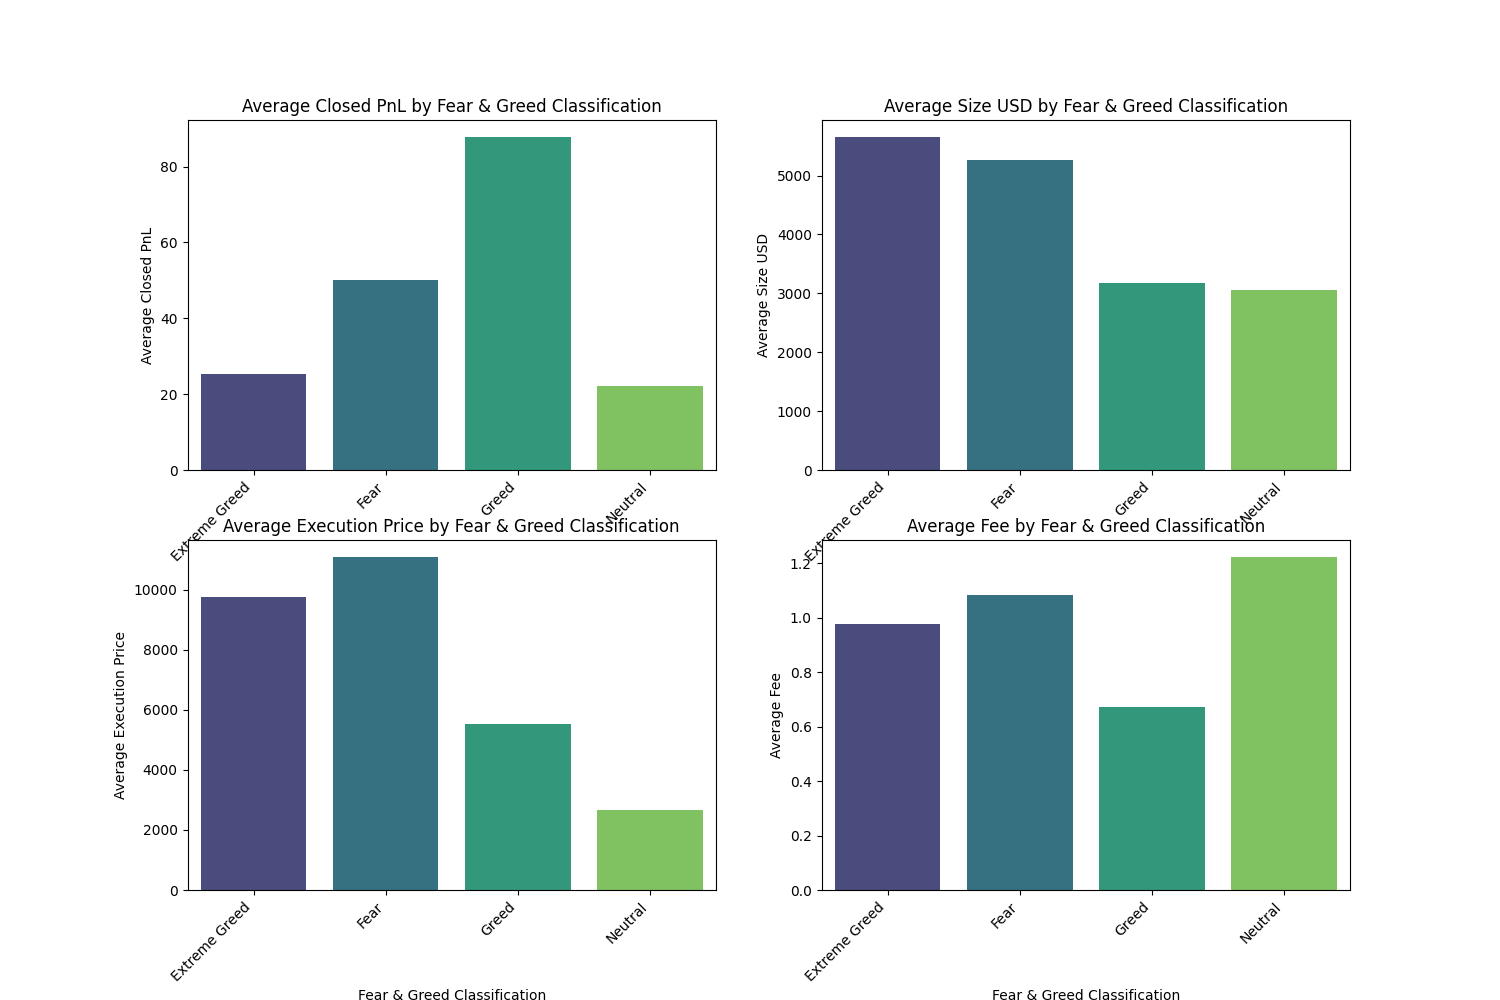 Average Closed PnL by Fear & Greed Classification
Average Closed PnL
80
60
40
20
0
Extreme Greed
Fear
Greed
Neutral
Average Size USD by Fear & Greed Classification
Average Size USD
5000
4000
3000
2000
1000
0
Extreme Greed
Fear
Greed
Neutral
Average Execution Price by Fear & Greed Classification
Average Execution Price
10000
8000
6000
4000
2000
0
Extreme Greed
Fear
Greed
Neutral
Fear & Greed Classification
Average Fee by Fear & Greed Classification
Average Fee
1.2
1.0
0.8
0.6
0.4
0.2
0.0
Extreme Greed
Fear
Greed
Neutral
Fear & Greed Classification